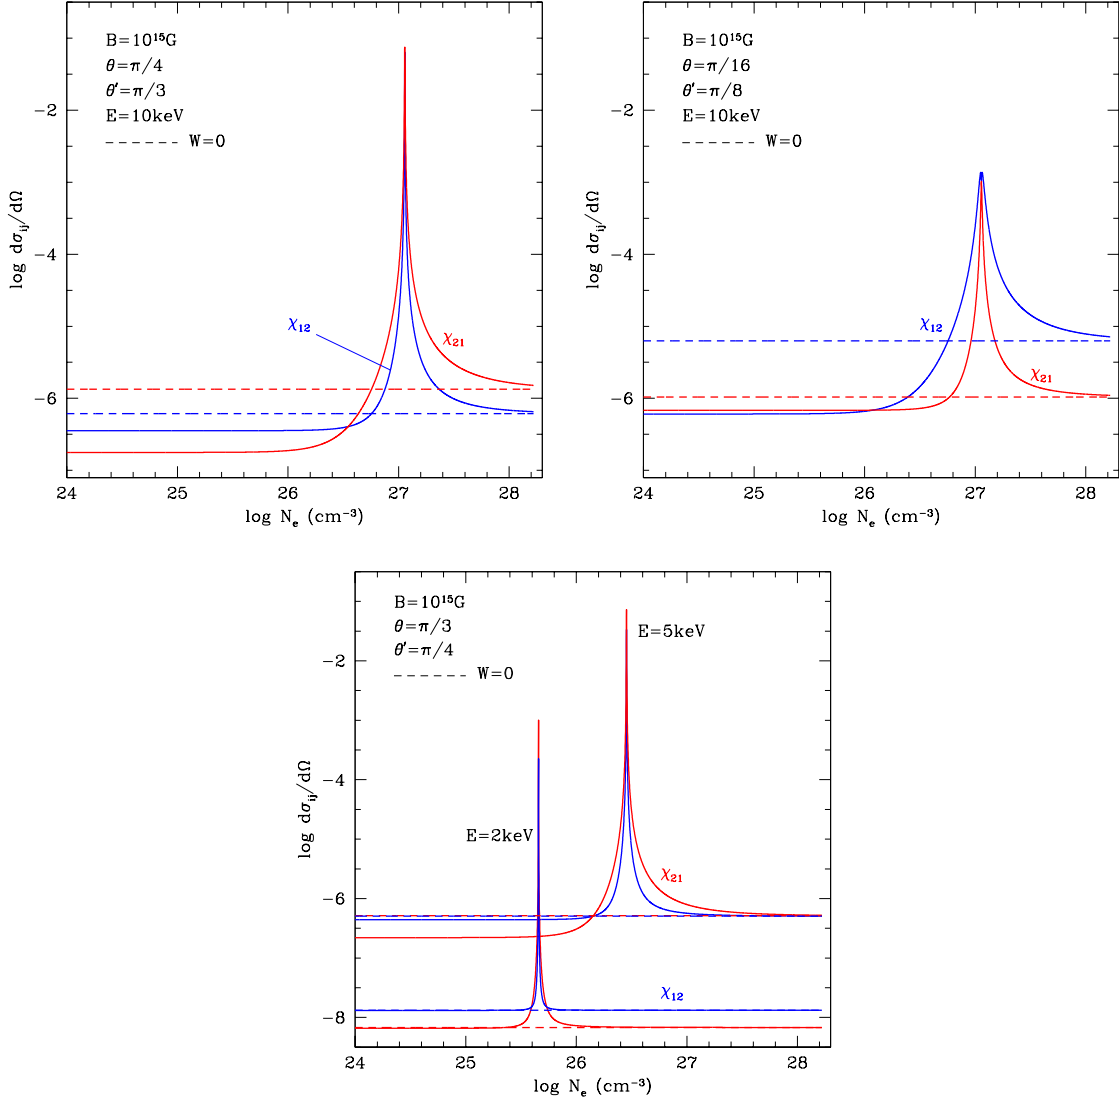 B=10¹⁵G
θ=π/4
θ'=π/3
E=10keV
W=0
χ₁₂
χ₂₁
−2
−4
−6
24 25 26 27 28
log Nₑ (cm⁻³)
log dσᵢⱼ/dΩ
B=10¹⁵G
θ=π/16
θ'=π/8
E=10keV
W=0
χ₁₂
χ₂₁
−2
−4
−6
24 25 26 27 28
log Nₑ (cm⁻³)
log dσᵢⱼ/dΩ
B=10¹⁵G
θ=π/3
θ'=π/4
W=0
E=5keV
E=2keV
χ₂₁
χ₁₂
−2
−4
−6
−8
24 25 26 27 28
log Nₑ (cm⁻³)
log dσᵢⱼ/dΩ